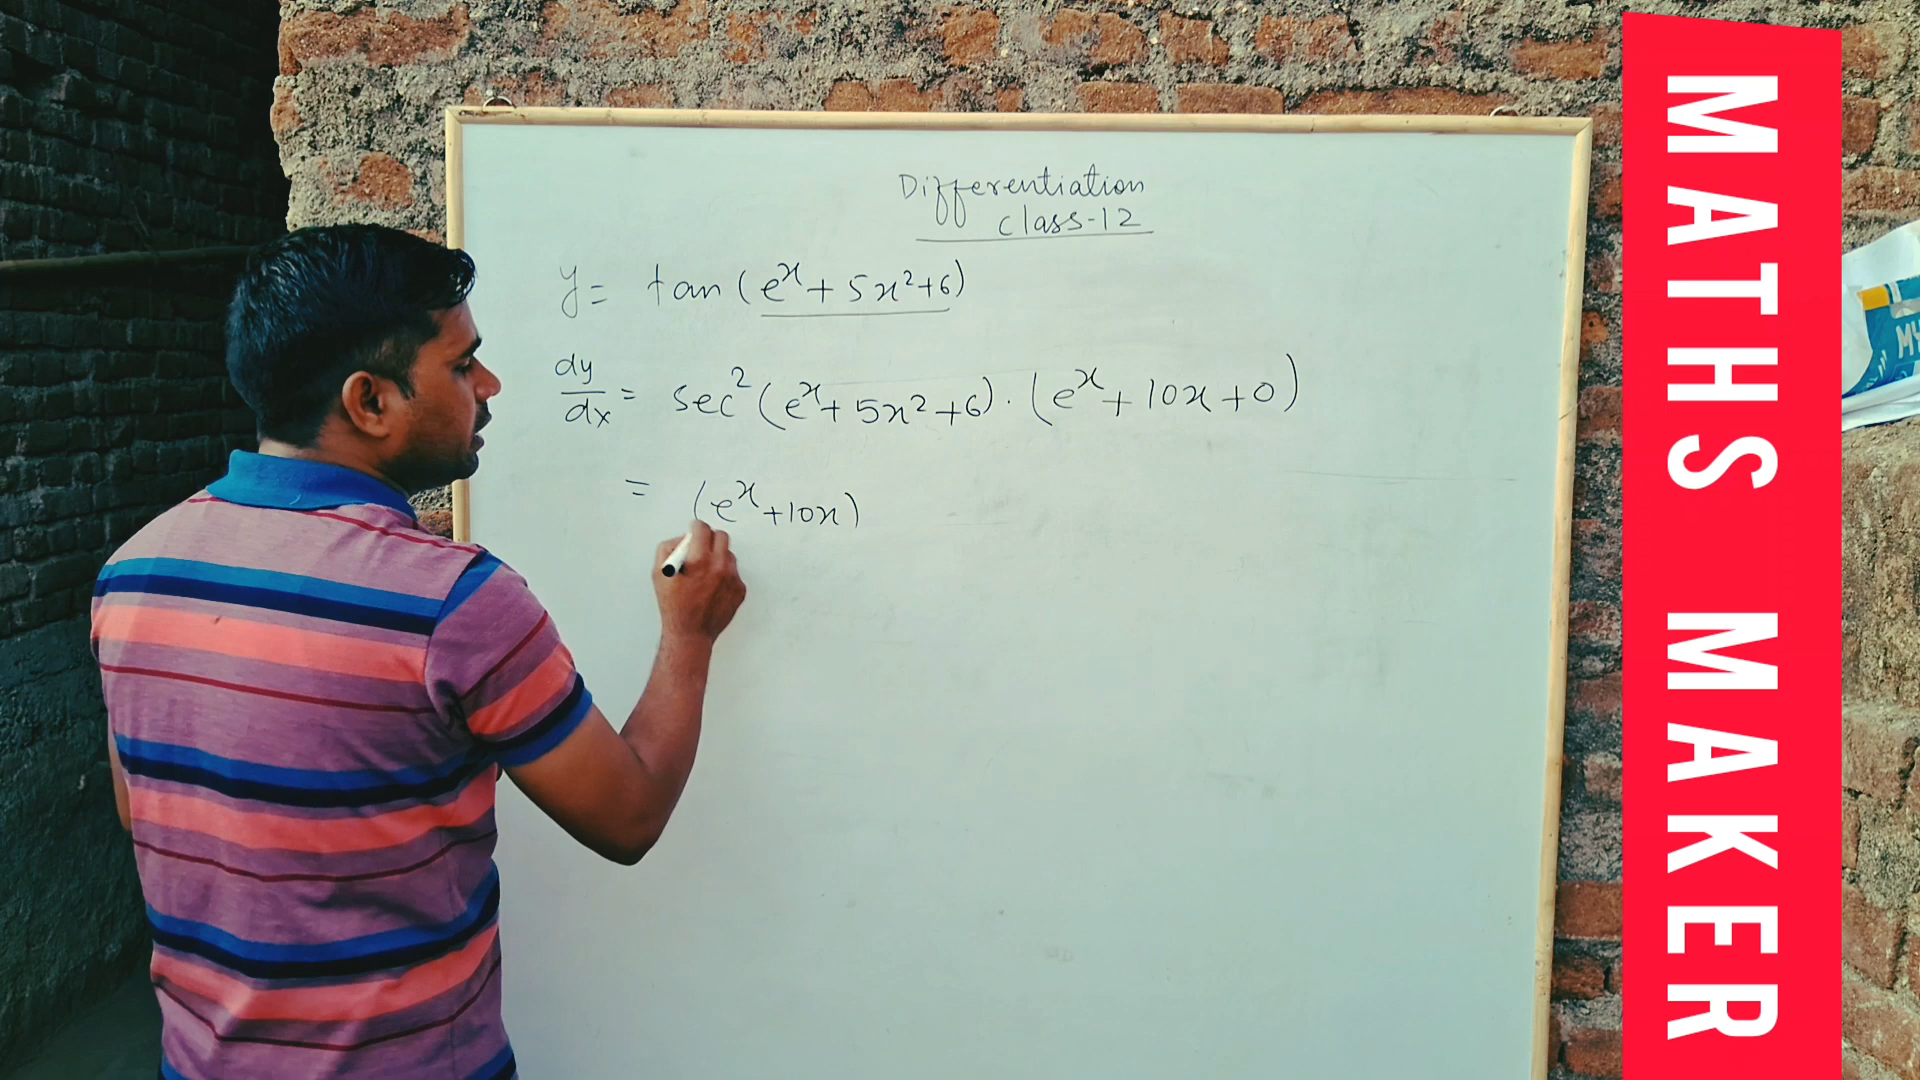 Differentiation
class-12
y = tan (eˣ + 5x²+6)
dy/dx = sec² (eˣ + 5x² + 6) · (eˣ + 10x + 0)
= (eˣ +10x)
MATHS MAKER
MY